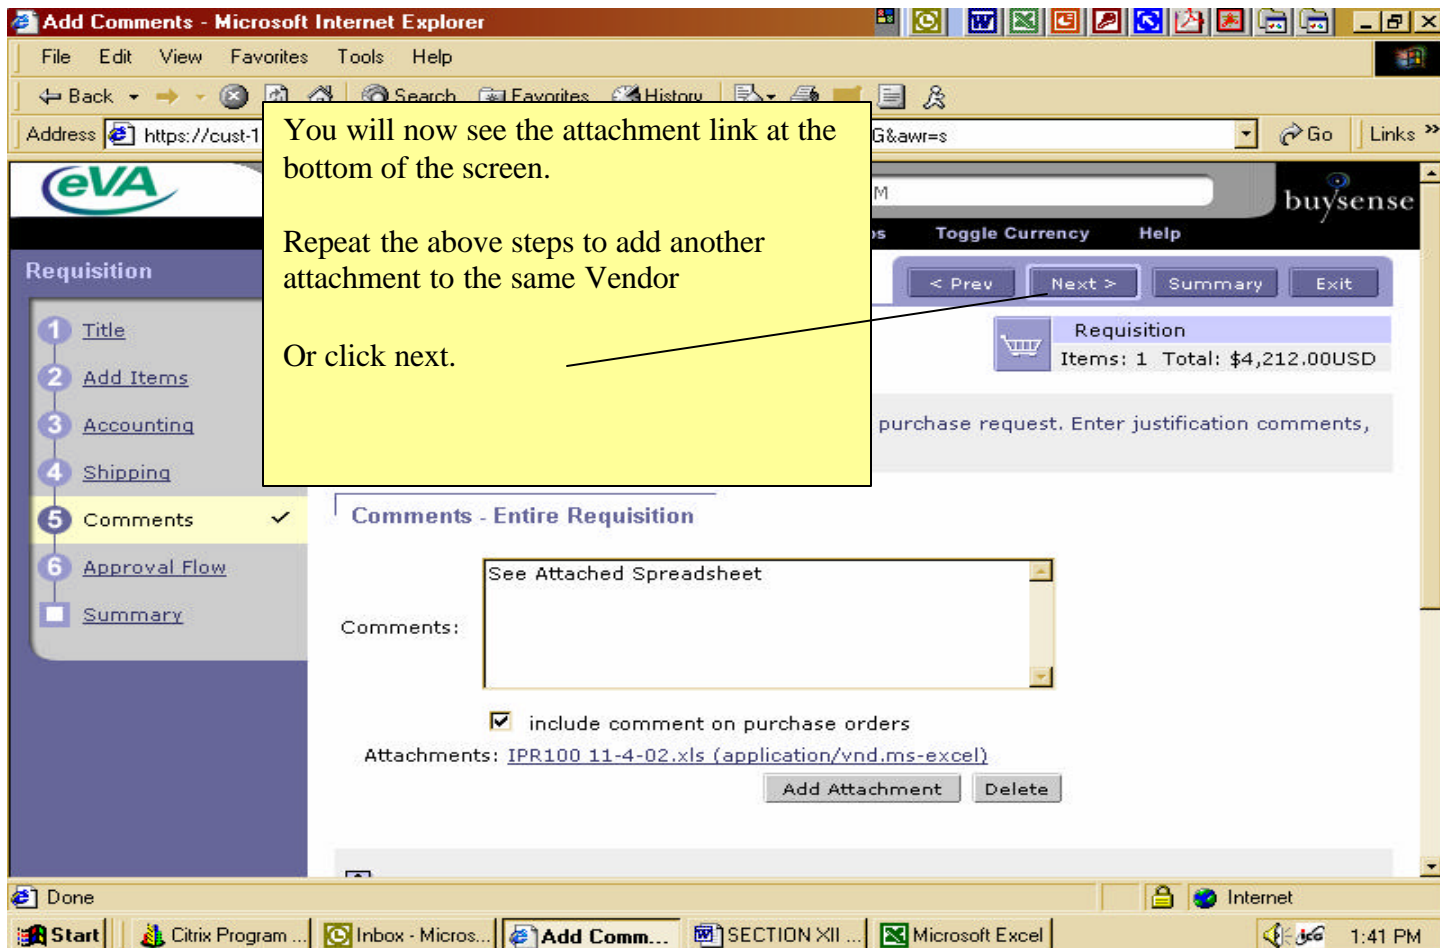 Add Comments - Microsoft Internet Explorer
File Edit View Favorites Tools Help
Back Search Favorites History
Address https://cust-1 G&awr=s Go Links »
You will now see the attachment link at the
bottom of the screen.
Repeat the above steps to add another
attachment to the same Vendor
Or click next.
eVA
M
buysense
os Toggle Currency Help
Requisition
< Prev Next > Summary Exit
Requisition
Items: 1 Total: $4,212.00USD
1 Title
2 Add Items
3 Accounting
4 Shipping
5 Comments ✓
6 Approval Flow
Summary
purchase request. Enter justification comments,
Comments - Entire Requisition
Comments:
See Attached Spreadsheet
include comment on purchase orders
Attachments: IPR100 11-4-02.xls (application/vnd.ms-excel)
Add Attachment Delete
Done Internet
Start Citrix Program ... Inbox - Micros... Add Comm... SECTION XII ... Microsoft Excel 1:41 PM